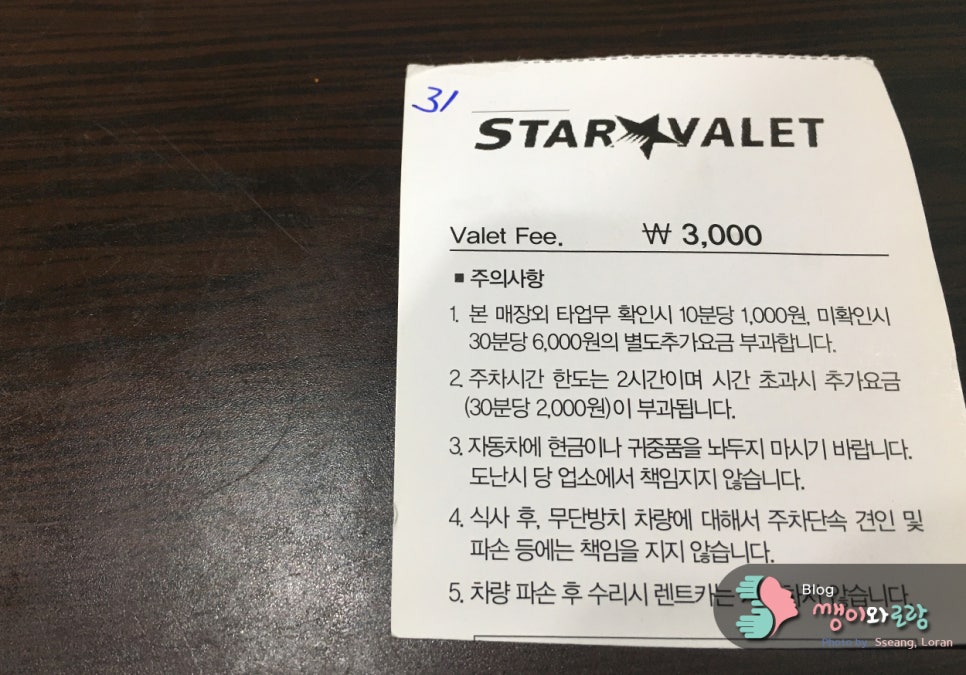 31
STAR VALET
Valet Fee. ₩ 3,000
■ 주의사항
1. 본 매장외 타업무 확인시 10분당 1,000원, 미확인시
30분당 6,000원의 별도추가요금 부과합니다.
2. 주차시간 한도는 2시간이며 시간 초과시 추가요금
(30분당 2,000원)이 부과됩니다.
3. 자동차에 현금이나 귀중품을 놔두지 마시기 바랍니다.
도난시 당 업소에서 책임지지 않습니다.
4. 식사 후, 무단방치 차량에 대해서 주차단속 견인 및
파손 등에는 책임을 지지 않습니다.
5. 차량 파손 후 수리시 렌트카는 않습니다.
Blog
쌩이와로랑
Photo by Sseang, Loran